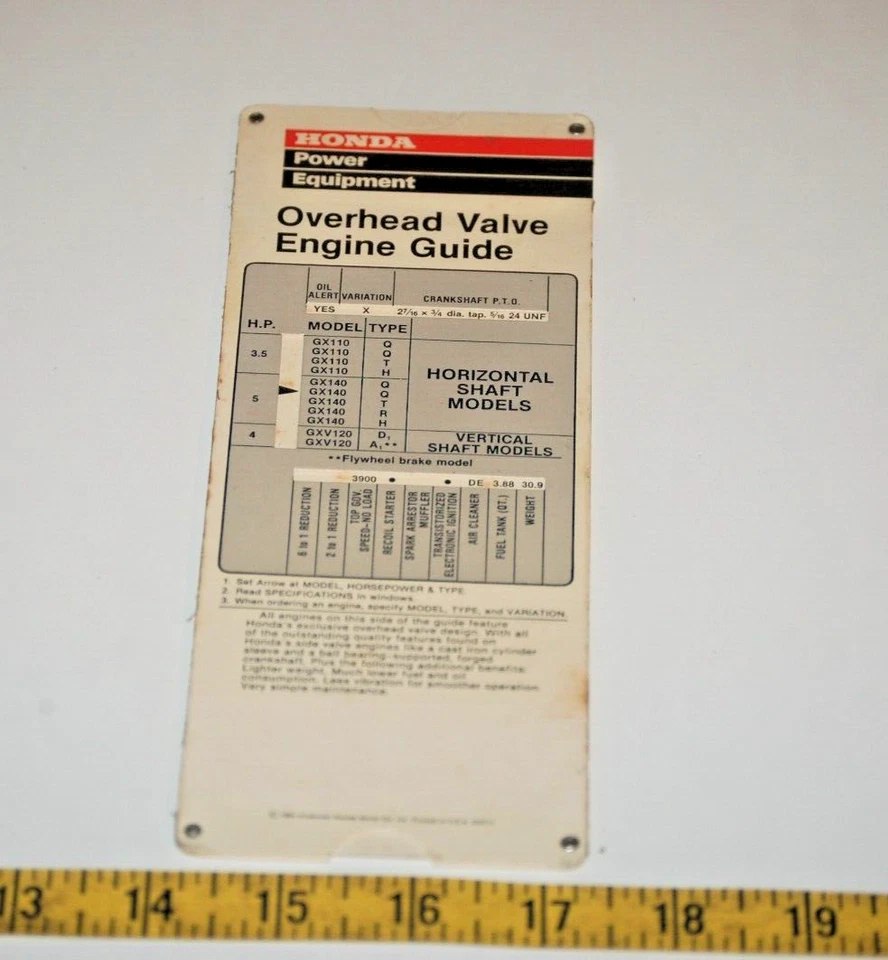 HONDA
Power
Equipment
Overhead Valve
Engine Guide
OIL
ALERT VARIATION CRANKSHAFT P.T.O.
YES X 2 7/16 x 3/4 dia. tap. 5/16 24 UNF
H.P. MODEL TYPE
GX110 Q
3.5 GX110 Q
GX110 T
GX110 H
GX140 Q
GX140 Q
5 GX140 T
GX140 R
GX140 H
4 GXV120 D,
GXV120 A,**
HORIZONTAL
SHAFT
MODELS
VERTICAL
SHAFT MODELS
**Flywheel brake model
3900 • • DE 3.88 30.9
6 to 1 REDUCTION
2 to 1 REDUCTION
TOP GOV.
SPEED-NO LOAD
RECOIL STARTER
SPARK ARRESTOR
MUFFLER
TRANSISTORIZED
ELECTRONIC IGNITION
AIR CLEANER
FUEL TANK (QT.)
WEIGHT
1. Set Arrow at MODEL, HORSEPOWER & TYPE
2. Read SPECIFICATIONS in windows.
3. When ordering an engine, specify MODEL, TYPE, and VARIATION.
All engines on this side of the guide feature
Honda's exclusive overhead valve design. With all
of the outstanding quality features found on
Honda's side valve engines like a cast iron cylinder
sleeve and a ball bearing-supported, forged
crankshaft. Plus the following additional benefits:
Lighter weight. Much lower fuel and oil
consumption. Less vibration for smoother operation.
Very simple maintenance.
13 14 15 16 17 18 19